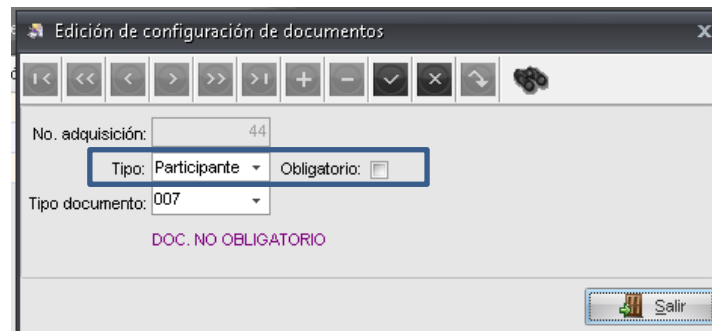 Edición de configuración de documentos
No. adquisición: 44
Tipo: Participante Obligatorio:
Tipo documento: 007
DOC. NO OBLIGATORIO
Salir